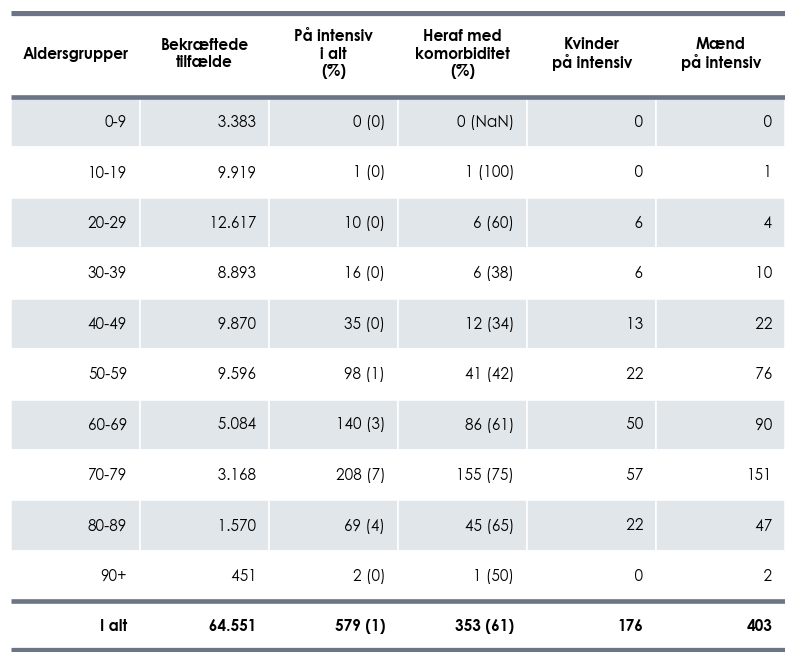 Aldersgrupper Bekræftede tilfælde På intensiv i alt (%) Heraf med komorbiditet (%) Kvinder på intensiv Mænd på intensiv
0-9 3.383 0 (0) 0 (NaN) 0 0
10-19 9.919 1 (0) 1 (100) 0 1
20-29 12.617 10 (0) 6 (60) 6 4
30-39 8.893 16 (0) 6 (38) 6 10
40-49 9.870 35 (0) 12 (34) 13 22
50-59 9.596 98 (1) 41 (42) 22 76
60-69 5.084 140 (3) 86 (61) 50 90
70-79 3.168 208 (7) 155 (75) 57 151
80-89 1.570 69 (4) 45 (65) 22 47
90+ 451 2 (0) 1 (50) 0 2
I alt 64.551 579 (1) 353 (61) 176 403